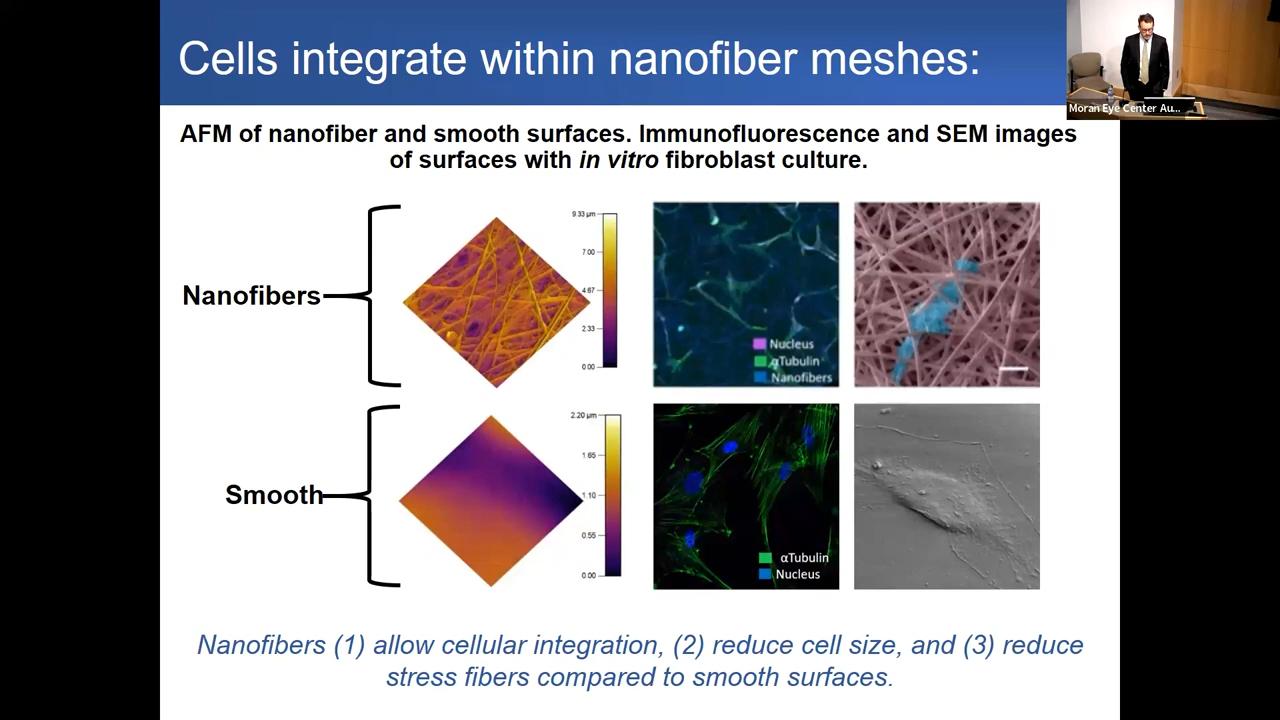 Cells integrate within nanofiber meshes:
Moran Eye Center Au...
AFM of nanofiber and smooth surfaces. Immunofluorescence and SEM images
of surfaces with in vitro fibroblast culture.
Nanofibers
9.33 µm
7.00
4.67
2.33
0.00
Nucleus
αTubulin
Nanofibers
Smooth
2.20 µm
1.65
1.10
0.55
0.00
αTubulin
Nucleus
Nanofibers (1) allow cellular integration, (2) reduce cell size, and (3) reduce
stress fibers compared to smooth surfaces.